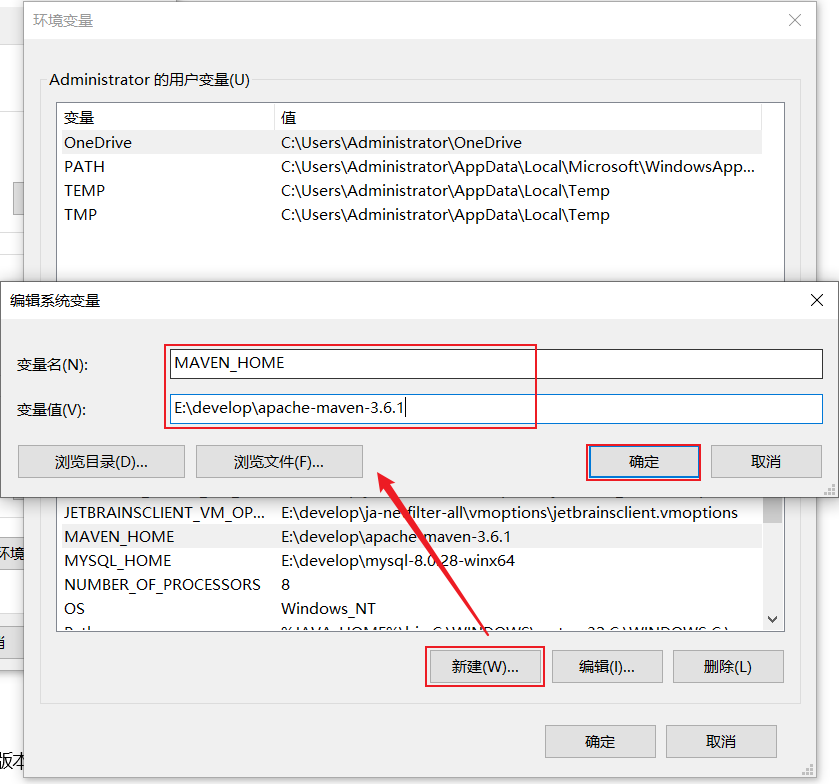 环境变量
Administrator 的用户变量(U)
变量 值
OneDrive C:\Users\Administrator\OneDrive
PATH C:\Users\Administrator\AppData\Local\Microsoft\WindowsApp...
TEMP C:\Users\Administrator\AppData\Local\Temp
TMP C:\Users\Administrator\AppData\Local\Temp
编辑系统变量
变量名(N): MAVEN_HOME
变量值(V): E:\develop\apache-maven-3.6.1
浏览目录(D)... 浏览文件(F)... 确定 取消
JETBRAINSCLIENT_VM_OP... E:\develop\ja-netfilter-all\vmoptions\jetbrainsclient.vmoptions
MAVEN_HOME E:\develop\apache-maven-3.6.1
环境
MYSQL_HOME E:\develop\mysql-8.0.28-winx64
NUMBER_OF_PROCESSORS 8
OS Windows_NT
新建(W)... 编辑(I)... 删除(L)
确定 取消
版本